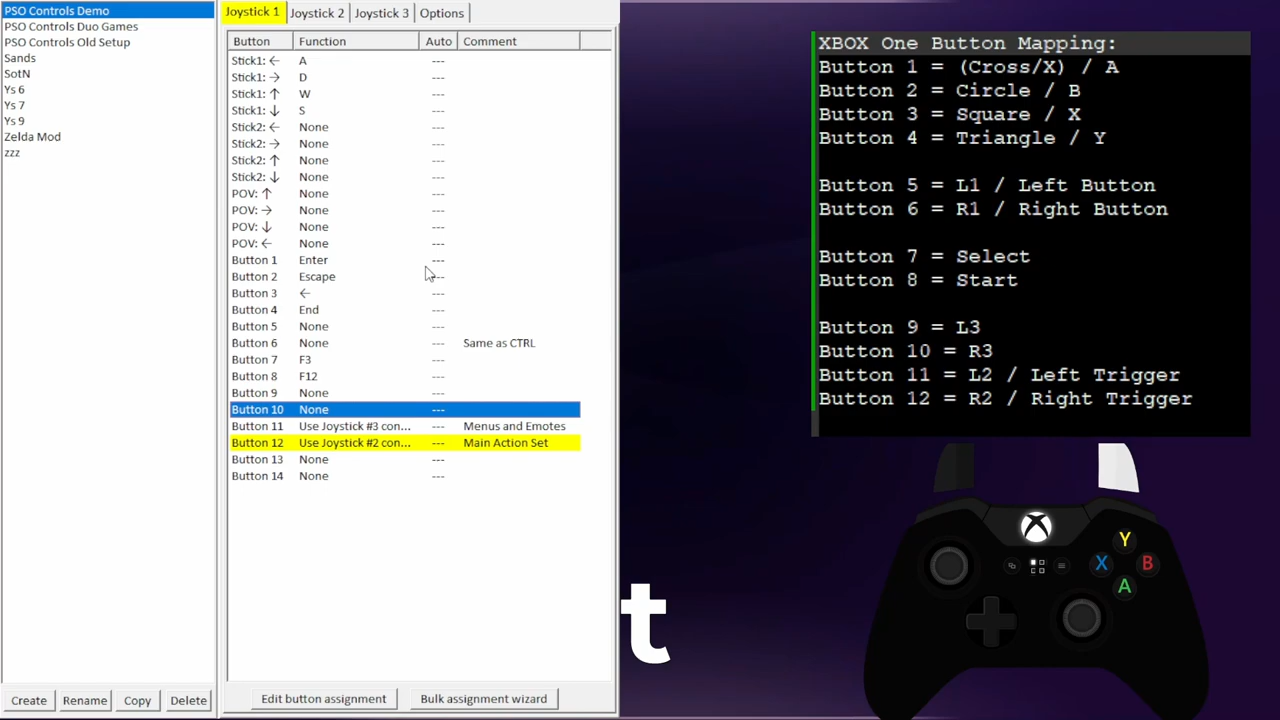 PSO Controls Demo
PSO Controls Duo Games
PSO Controls Old Setup
Sands
SotN
Ys 6
Ys 7
Ys 9
Zelda Mod
zzz
Create Rename Copy Delete
Joystick 1 Joystick 2 Joystick 3 Options
Button Function Auto Comment
Stick1: ← A ---
Stick1: → D ---
Stick1: ↑ W ---
Stick1: ↓ S ---
Stick2: ← None ---
Stick2: → None ---
Stick2: ↑ None ---
Stick2: ↓ None ---
POV: ↑ None ---
POV: → None ---
POV: ↓ None ---
POV: ← None ---
Button 1 Enter ---
Button 2 Escape ---
Button 3 ← ---
Button 4 End ---
Button 5 None ---
Button 6 None --- Same as CTRL
Button 7 F3 ---
Button 8 F12 ---
Button 9 None ---
Button 10 None ---
Button 11 Use Joystick #3 con... --- Menus and Emotes
Button 12 Use Joystick #2 con... --- Main Action Set
Button 13 None ---
Button 14 None ---
Edit button assignment Bulk assignment wizard
XBOX One Button Mapping:
Button 1 = (Cross/X) / A
Button 2 = Circle / B
Button 3 = Square / X
Button 4 = Triangle / Y
Button 5 = L1 / Left Button
Button 6 = R1 / Right Button
Button 7 = Select
Button 8 = Start
Button 9 = L3
Button 10 = R3
Button 11 = L2 / Left Trigger
Button 12 = R2 / Right Trigger
t
Y
X B
A